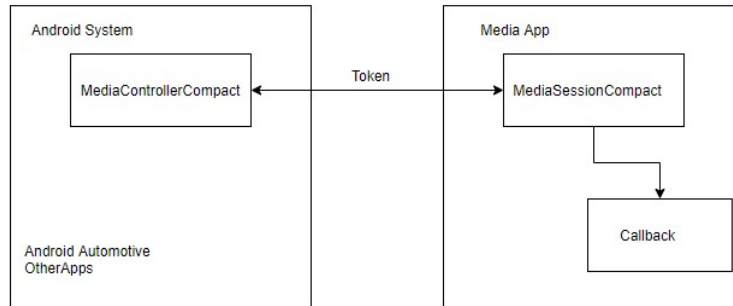 Android System
MediaControllerCompact
Android Automotive
OtherApps
Token
Media App
MediaSessionCompact
Callback